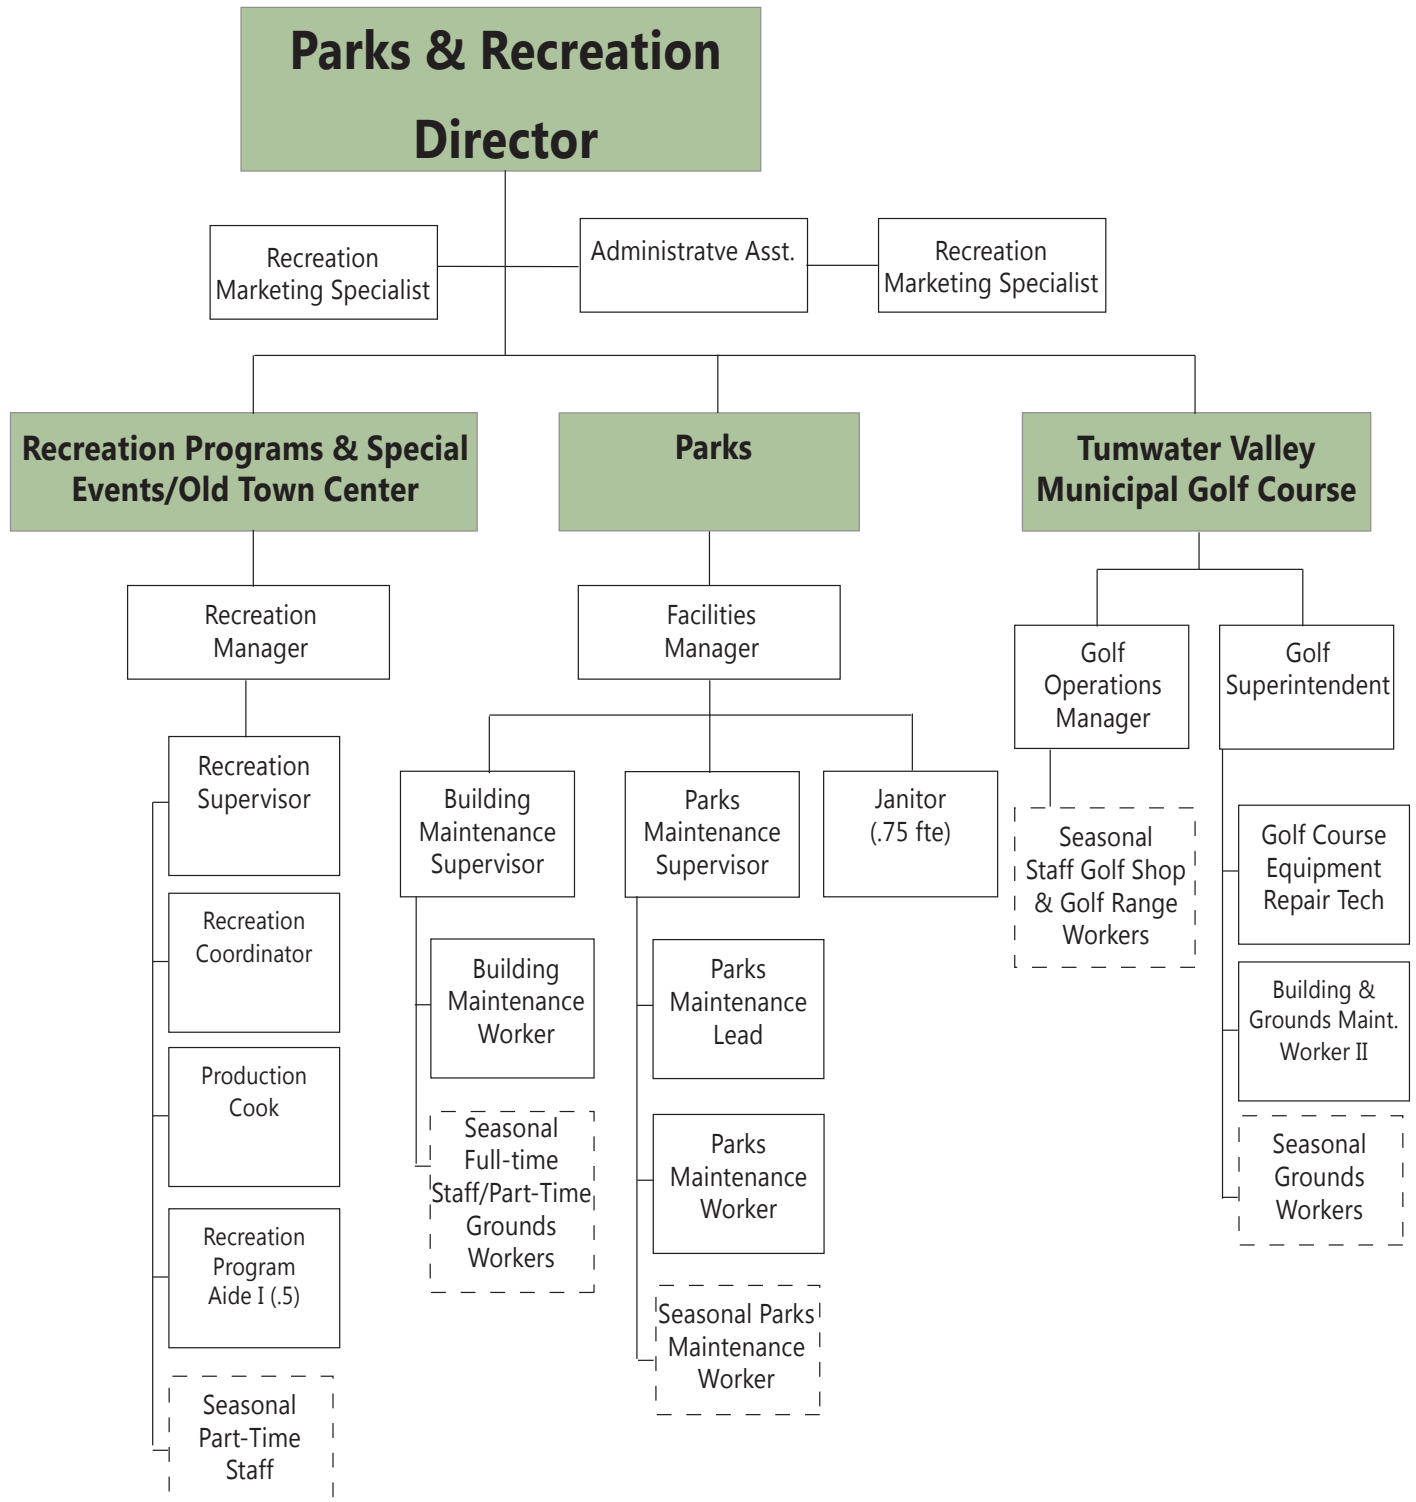 Parks & Recreation
Director
Recreation
Marketing Specialist
Administratve Asst.
Recreation
Marketing Specialist
Recreation Programs & Special
Events/Old Town Center
Parks
Tumwater Valley
Municipal Golf Course
Recreation
Manager
Facilities
Manager
Golf
Operations
Manager
Golf
Superintendent
Recreation
Supervisor
Building
Maintenance
Supervisor
Parks
Maintenance
Supervisor
Janitor
(.75 fte)
Seasonal
Staff Golf Shop
& Golf Range
Workers
Golf Course
Equipment
Repair Tech
Recreation
Coordinator
Building
Maintenance
Worker
Parks
Maintenance
Lead
Building &
Grounds Maint.
Worker II
Production
Cook
Seasonal
Full-time
Staff/Part-Time
Grounds
Workers
Parks
Maintenance
Worker
Seasonal
Grounds
Workers
Recreation
Program
Aide I (.5)
Seasonal Parks
Maintenance
Worker
Seasonal
Part-Time
Staff